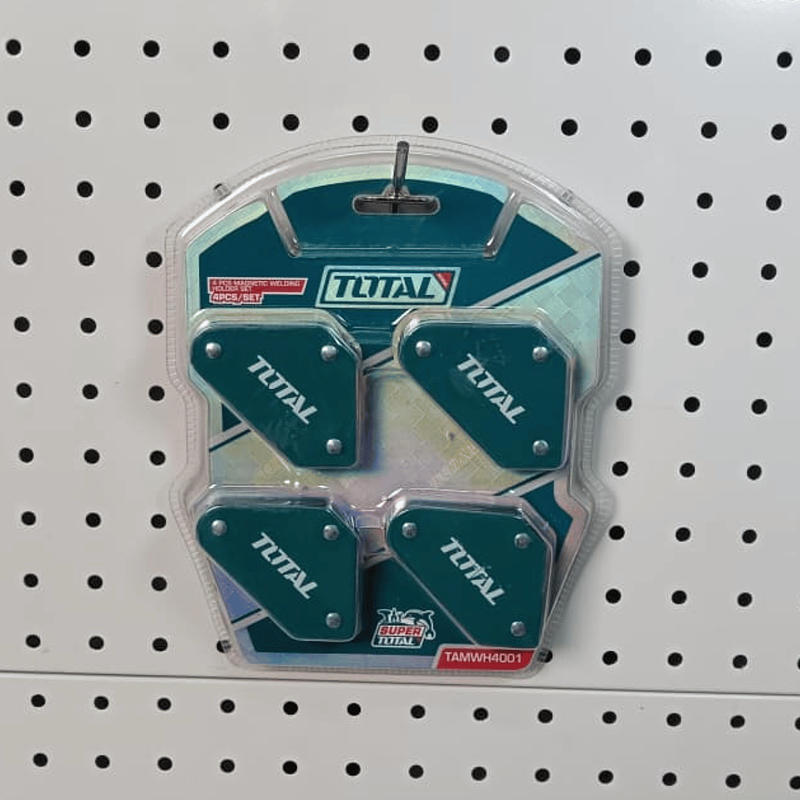 4 PCS MAGNETIC WELDING
HOLDER SET
4PCS/SET
TOTAL
TOTAL
TOTAL
TOTAL
TOTAL
SUPER
TOTAL
TAMWH4001